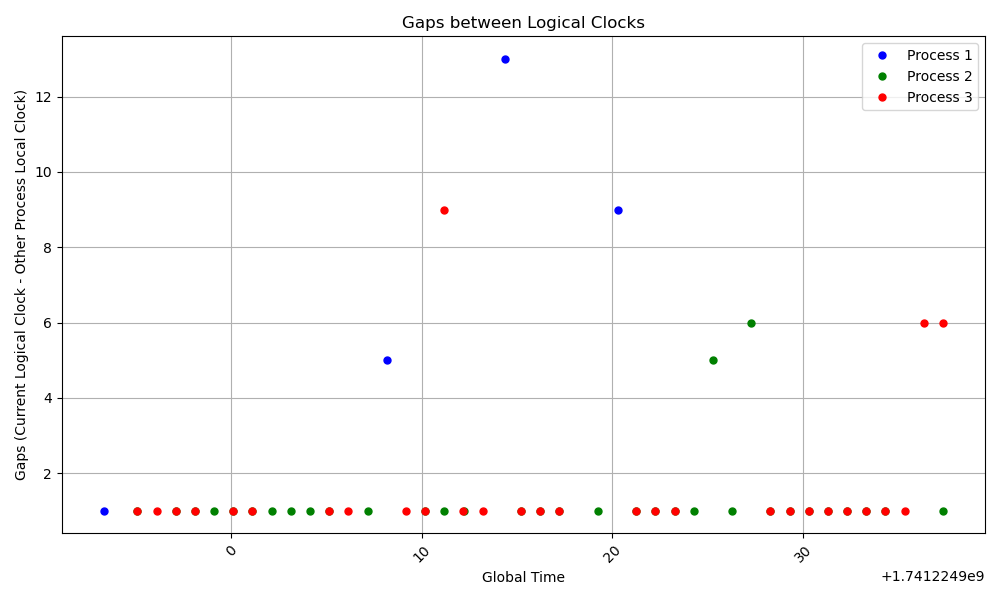 Gaps between Logical Clocks
Process 1
Process 2
Process 3
Gaps (Current Logical Clock - Other Process Local Clock)
12
10
8
6
4
2
0
10
20
30
Global Time
+1.7412249e9